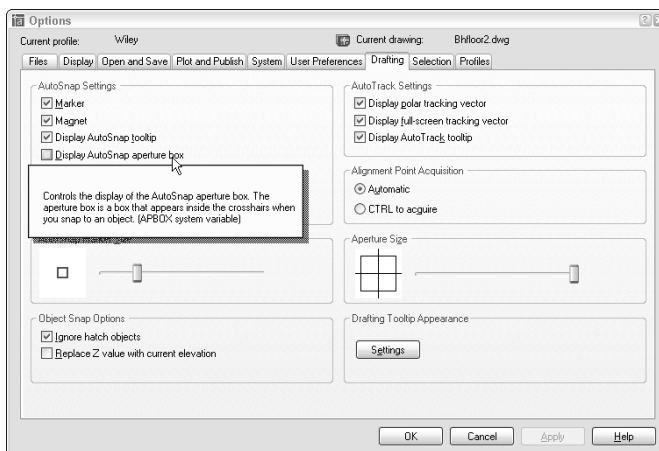 Options
Current profile: Wiley Current drawing: Bhfloor2.dwg
Files Display Open and Save Plot and Publish System User Preferences Drafting Selection Profiles
AutoSnap Settings
Marker
Magnet
Display AutoSnap tooltip
Display AutoSnap aperture box
Controls the display of the AutoSnap aperture box. The
aperture box is a box that appears inside the crosshairs when
you snap to an object. (APBOX system variable)
AutoSnap Marker Size
Object Snap Options
Ignore hatch objects
Replace Z value with current elevation
AutoTrack Settings
Display polar tracking vector
Display full-screen tracking vector
Display AutoTrack tooltip
Alignment Point Acquisition
Automatic
CTRL to acquire
Aperture Size
Drafting Tooltip Appearance
Settings
OK Cancel Apply Help